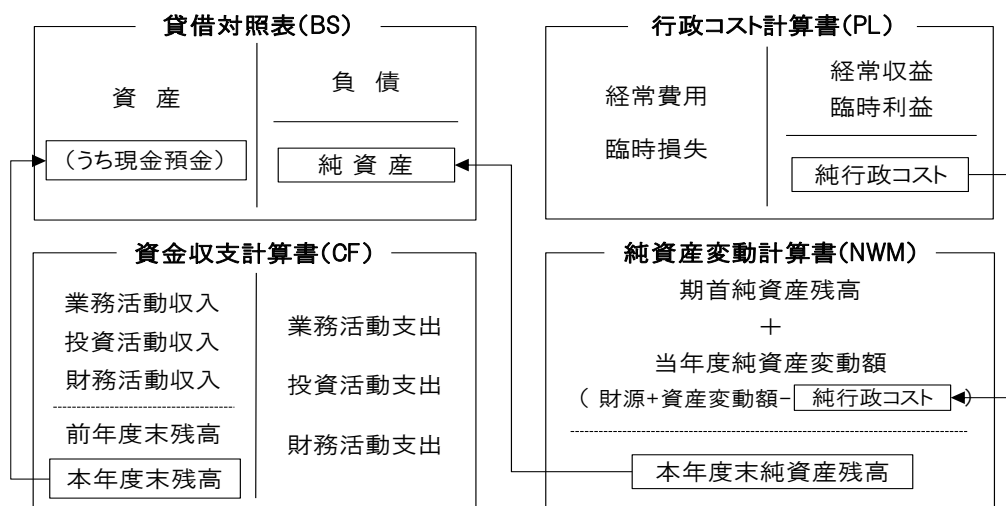 貸借対照表(BS)
資 産
(うち現金預金)
負 債
純 資 産
行政コスト計算書(PL)
経常費用
臨時損失
経常収益
臨時利益
純行政コスト
資金収支計算書(CF)
業務活動収入
投資活動収入
財務活動収入
前年度末残高
本年度末残高
業務活動支出
投資活動支出
財務活動支出
純資産変動計算書(NWM)
期首純資産残高
+
当年度純資産変動額
( 財源+資産変動額-純行政コスト )
本年度末純資産残高